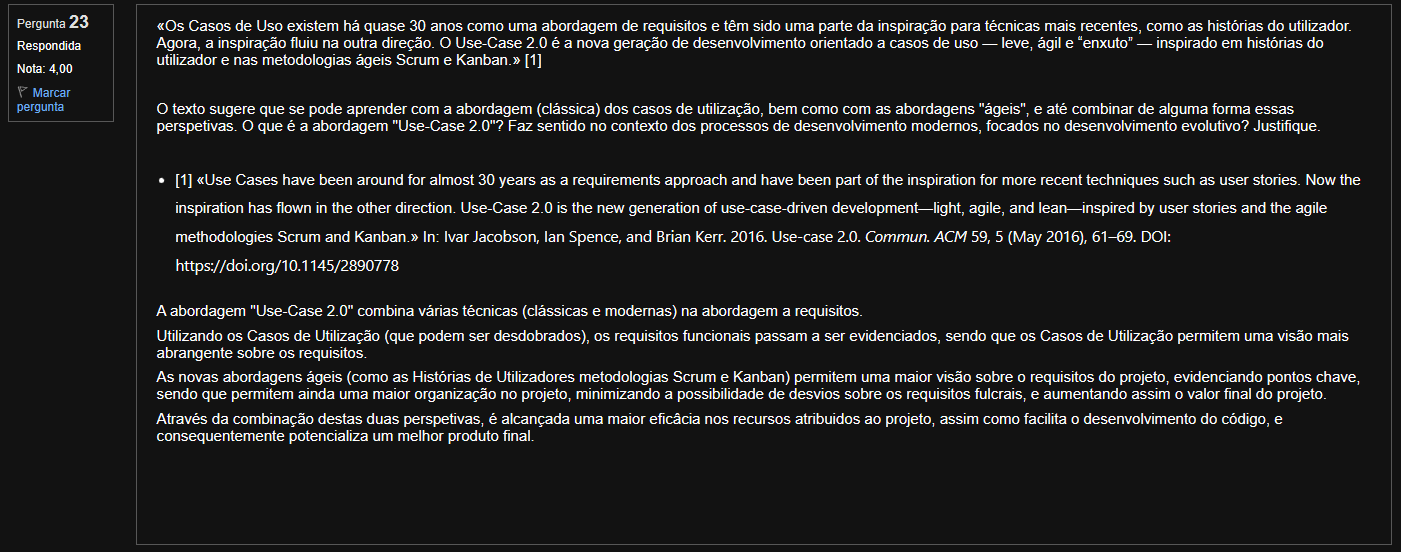 Pergunta 23
Respondida
Nota: 4,00
Marcar
pergunta
«Os Casos de Uso existem há quase 30 anos como uma abordagem de requisitos e têm sido uma parte da inspiração para técnicas mais recentes, como as histórias do utilizador.
Agora, a inspiração fluiu na outra direção. O Use-Case 2.0 é a nova geração de desenvolvimento orientado a casos de uso — leve, ágil e “enxuto” — inspirado em histórias do
utilizador e nas metodologias ágeis Scrum e Kanban.» [1]
O texto sugere que se pode aprender com a abordagem (clássica) dos casos de utilização, bem como com as abordagens "ágeis", e até combinar de alguma forma essas
perspetivas. O que é a abordagem "Use-Case 2.0"? Faz sentido no contexto dos processos de desenvolvimento modernos, focados no desenvolvimento evolutivo? Justifique.
• [1] «Use Cases have been around for almost 30 years as a requirements approach and have been part of the inspiration for more recent techniques such as user stories. Now the
inspiration has flown in the other direction. Use-Case 2.0 is the new generation of use-case-driven development—light, agile, and lean—inspired by user stories and the agile
methodologies Scrum and Kanban.» In: Ivar Jacobson, Ian Spence, and Brian Kerr. 2016. Use-case 2.0. Commun. ACM 59, 5 (May 2016), 61–69. DOI:
https://doi.org/10.1145/2890778
A abordagem "Use-Case 2.0" combina várias técnicas (clássicas e modernas) na abordagem a requisitos.
Utilizando os Casos de Utilização (que podem ser desdobrados), os requisitos funcionais passam a ser evidenciados, sendo que os Casos de Utilização permitem uma visão mais
abrangente sobre os requisitos.
As novas abordagens ágeis (como as Histórias de Utilizadores metodologias Scrum e Kanban) permitem uma maior visão sobre o requisitos do projeto, evidenciando pontos chave,
sendo que permitem ainda uma maior organização no projeto, minimizando a possibilidade de desvios sobre os requisitos fulcrais, e aumentando assim o valor final do projeto.
Através da combinação destas duas perspetivas, é alcançada uma maior eficâcia nos recursos atribuidos ao projeto, assim como facilita o desenvolvimento do código, e
consequentemente potencializa um melhor produto final.